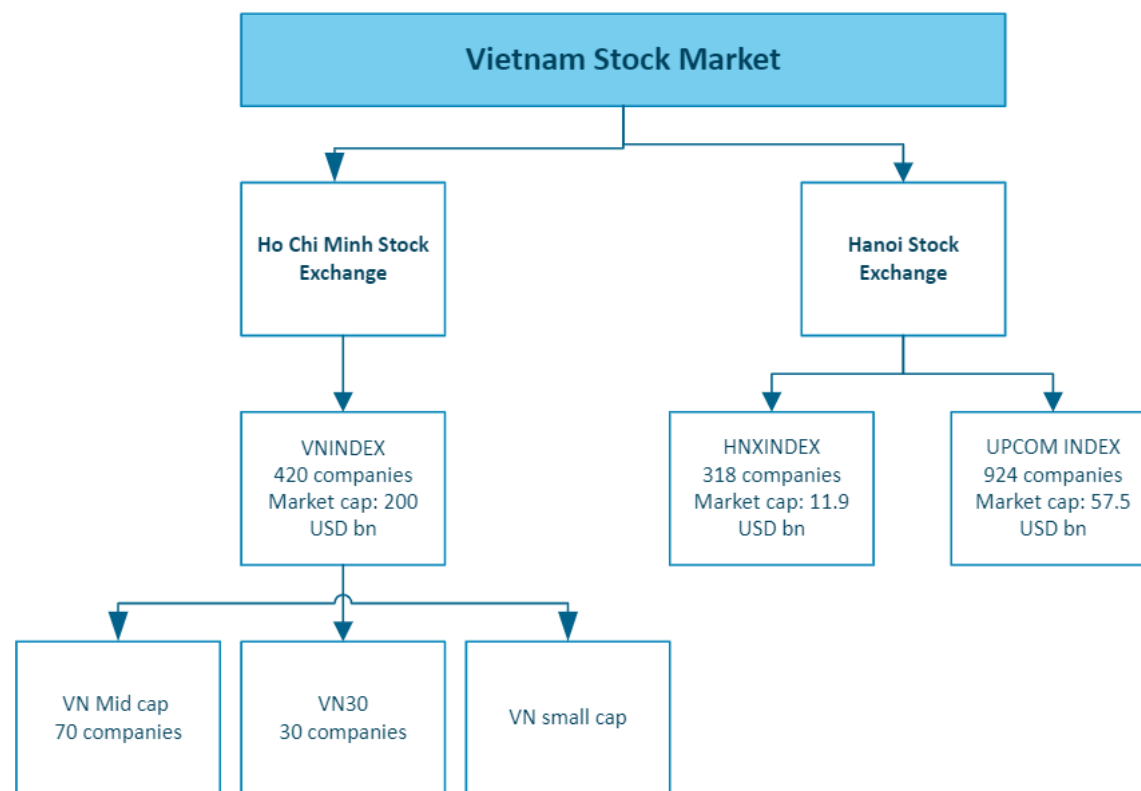 Vietnam Stock Market
Ho Chi Minh Stock
Exchange
Hanoi Stock
Exchange
VNINDEX
420 companies
Market cap: 200
USD bn
HNXINDEX
318 companies
Market cap: 11.9
USD bn
UPCOM INDEX
924 companies
Market cap: 57.5
USD bn
VN Mid cap
70 companies
VN30
30 companies
VN small cap